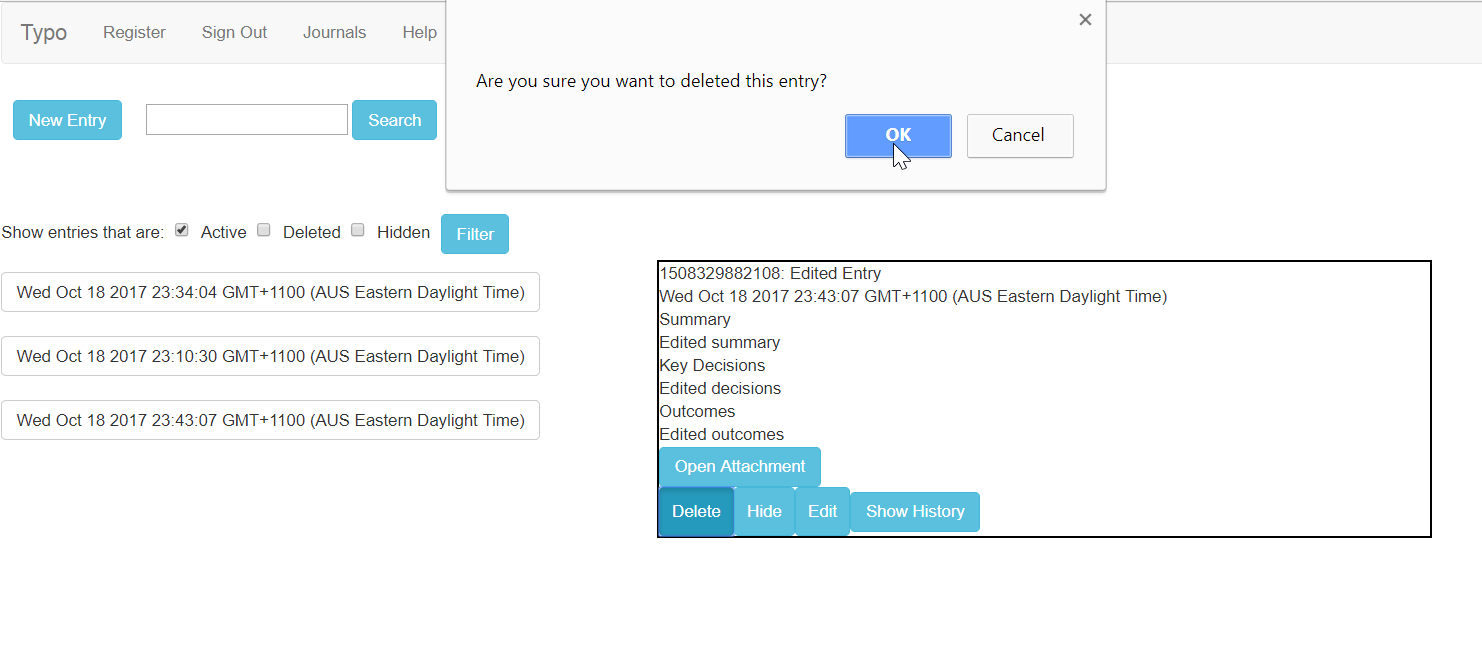 Typo Register Sign Out Journals Help
Are you sure you want to deleted this entry?
OK Cancel
New Entry Search
Show entries that are: Active Deleted Hidden Filter
Wed Oct 18 2017 23:34:04 GMT+1100 (AUS Eastern Daylight Time)
Wed Oct 18 2017 23:10:30 GMT+1100 (AUS Eastern Daylight Time)
Wed Oct 18 2017 23:43:07 GMT+1100 (AUS Eastern Daylight Time)
1508329882108: Edited Entry
Wed Oct 18 2017 23:43:07 GMT+1100 (AUS Eastern Daylight Time)
Summary
Edited summary
Key Decisions
Edited decisions
Outcomes
Edited outcomes
Open Attachment
Delete Hide Edit Show History